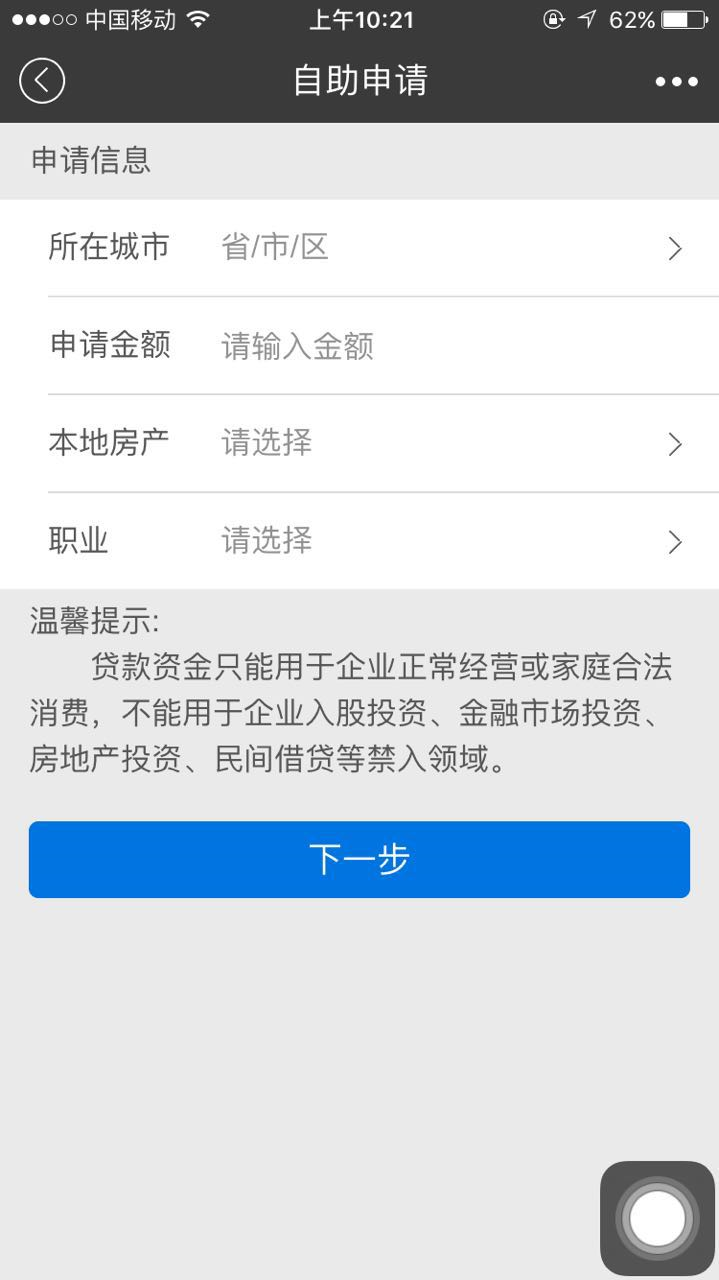 中国移动 上午10:21 62%
自助申请
申请信息
所在城市 省/市/区
申请金额 请输入金额
本地房产 请选择
职业 请选择
温馨提示:
贷款资金只能用于企业正常经营或家庭合法
消费，不能用于企业入股投资、金融市场投资、
房地产投资、民间借贷等禁入领域。
下一步